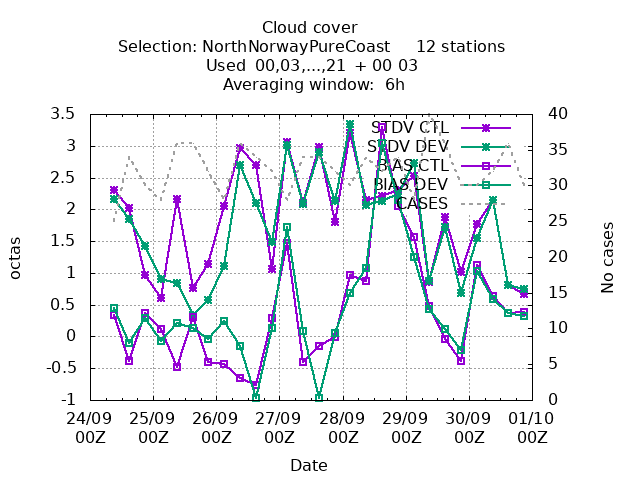 Cloud cover
Selection: NorthNorwayPureCoast 12 stations
Used 00,03,...,21 + 00 03
Averaging window: 6h
3.5
3
2.5
2
1.5
1
0.5
0
-0.5
-1
octas
40
35
30
25
20
15
10
5
0
No cases
STDV CTL
STDV DEV
BIAS CTL
BIAS DEV
CASES
24/09 25/09 26/09 27/09 28/09 29/09 30/09 01/10
00Z 00Z 00Z 00Z 00Z 00Z 00Z 00Z
Date